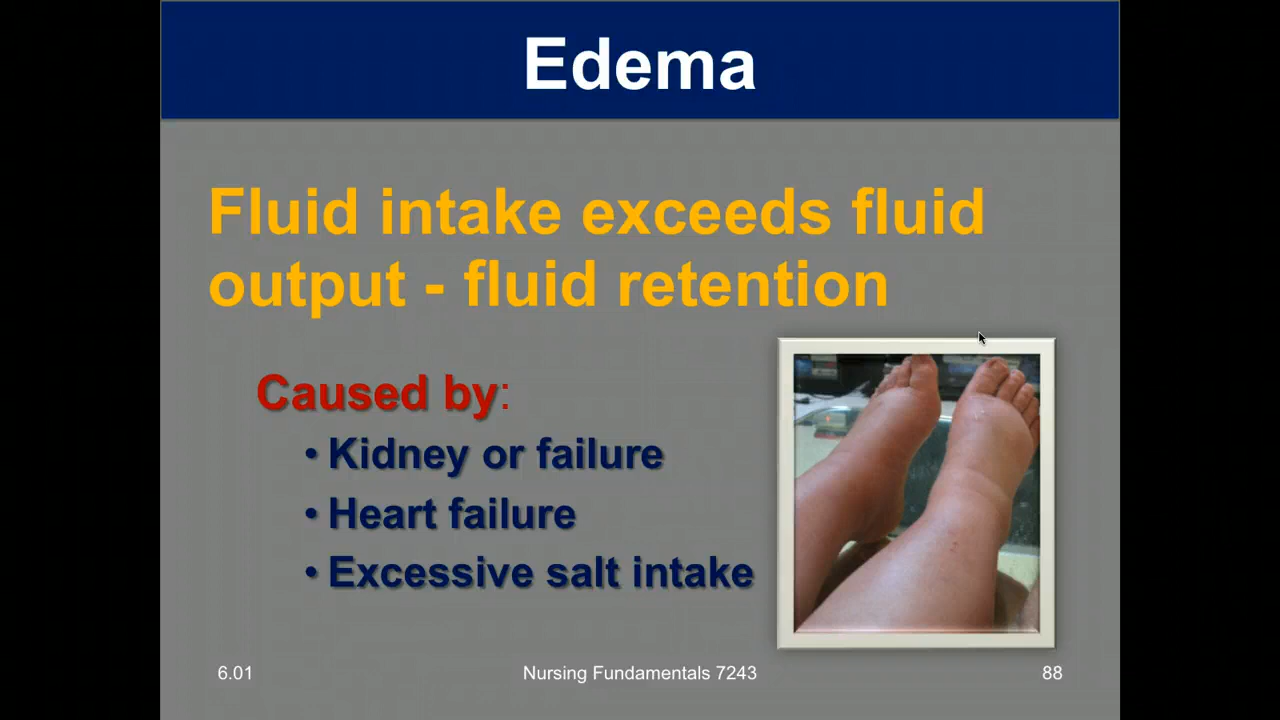 Edema
Fluid intake exceeds fluid
output - fluid retention
Caused by:
• Kidney or failure
• Heart failure
• Excessive salt intake
6.01
Nursing Fundamentals 7243
88